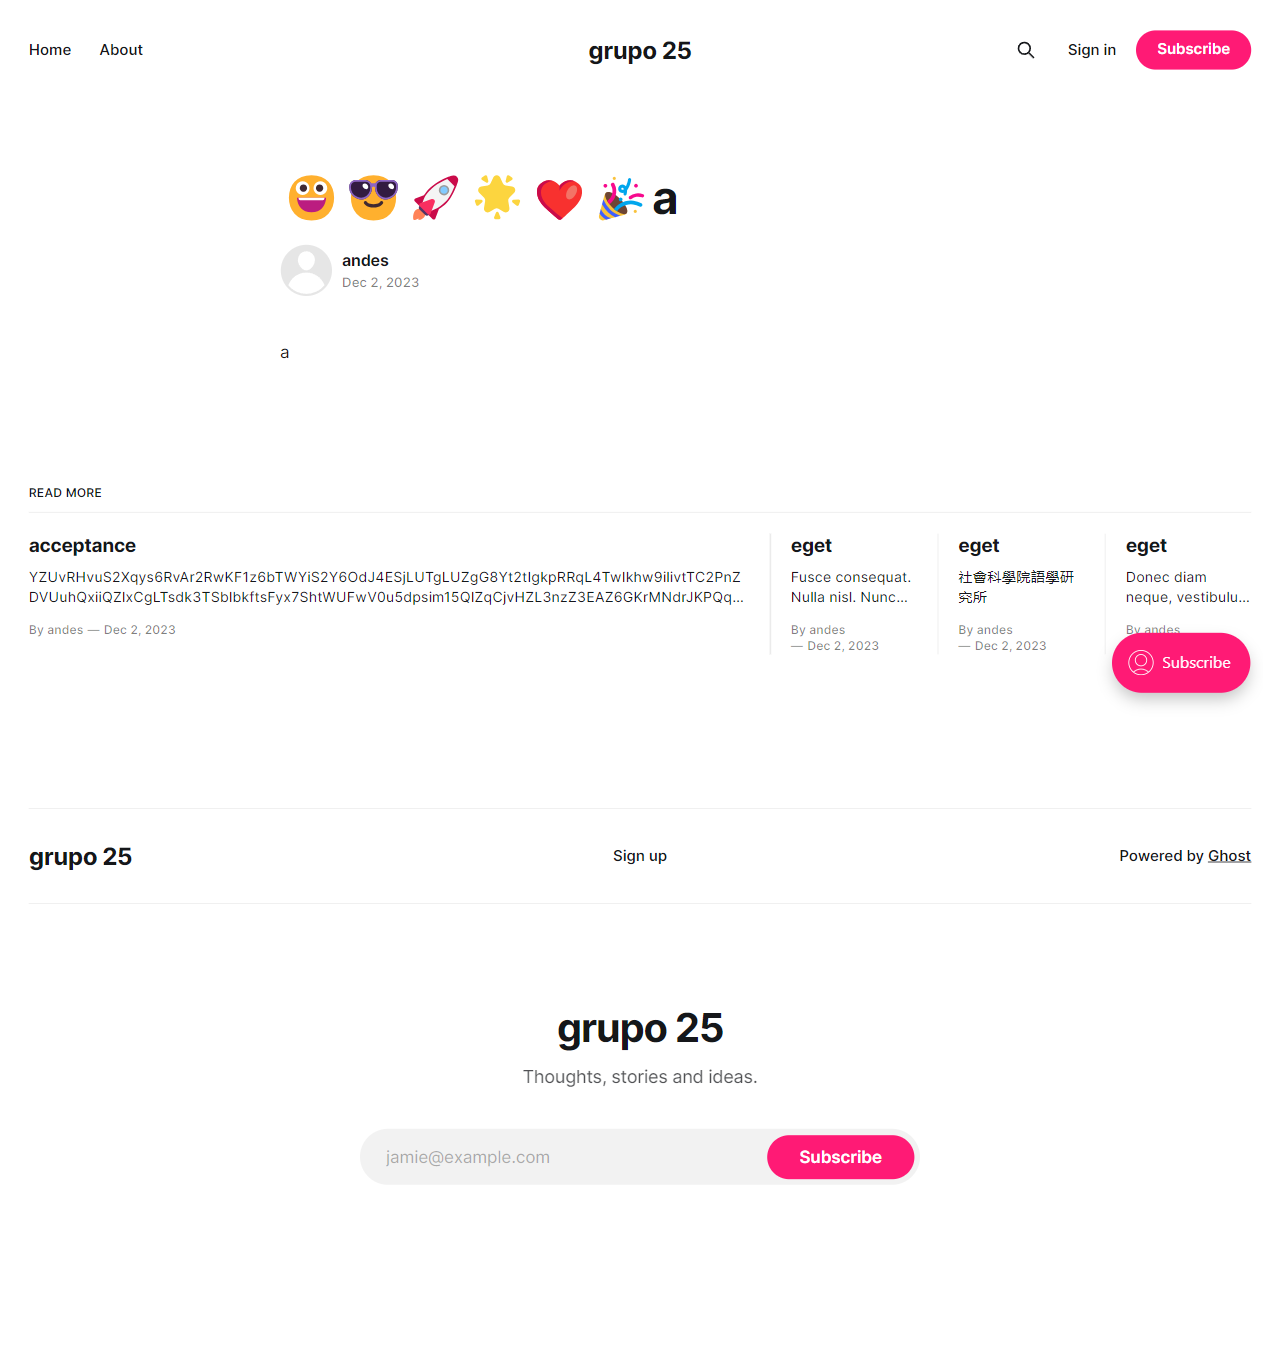 Home About grupo 25 Sign in Subscribe
😀 😎 🚀 🌟 ❤️ 🎉 a
andes
Dec 2, 2023
a
READ MORE
acceptance
By andes — Dec 2, 2023
eget
Fusce consequat.
Nulla nisl. Nunc...
By andes
— Dec 2, 2023
eget
社會科學院語學研
究所
By andes
— Dec 2, 2023
eget
Donec diam
neque, vestibulu...
By andes
Subscribe
grupo 25 Sign up Powered by Ghost
grupo 25
Thoughts, stories and ideas.
jamie@example.com Subscribe